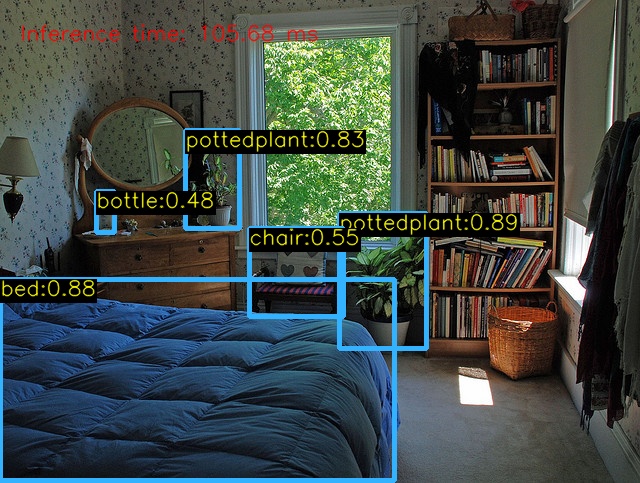 Inference time: 105.68 ms
pottedplant:0.83
bottle:0.48
pottedplant:0.89
chair:0.55
bed:0.88